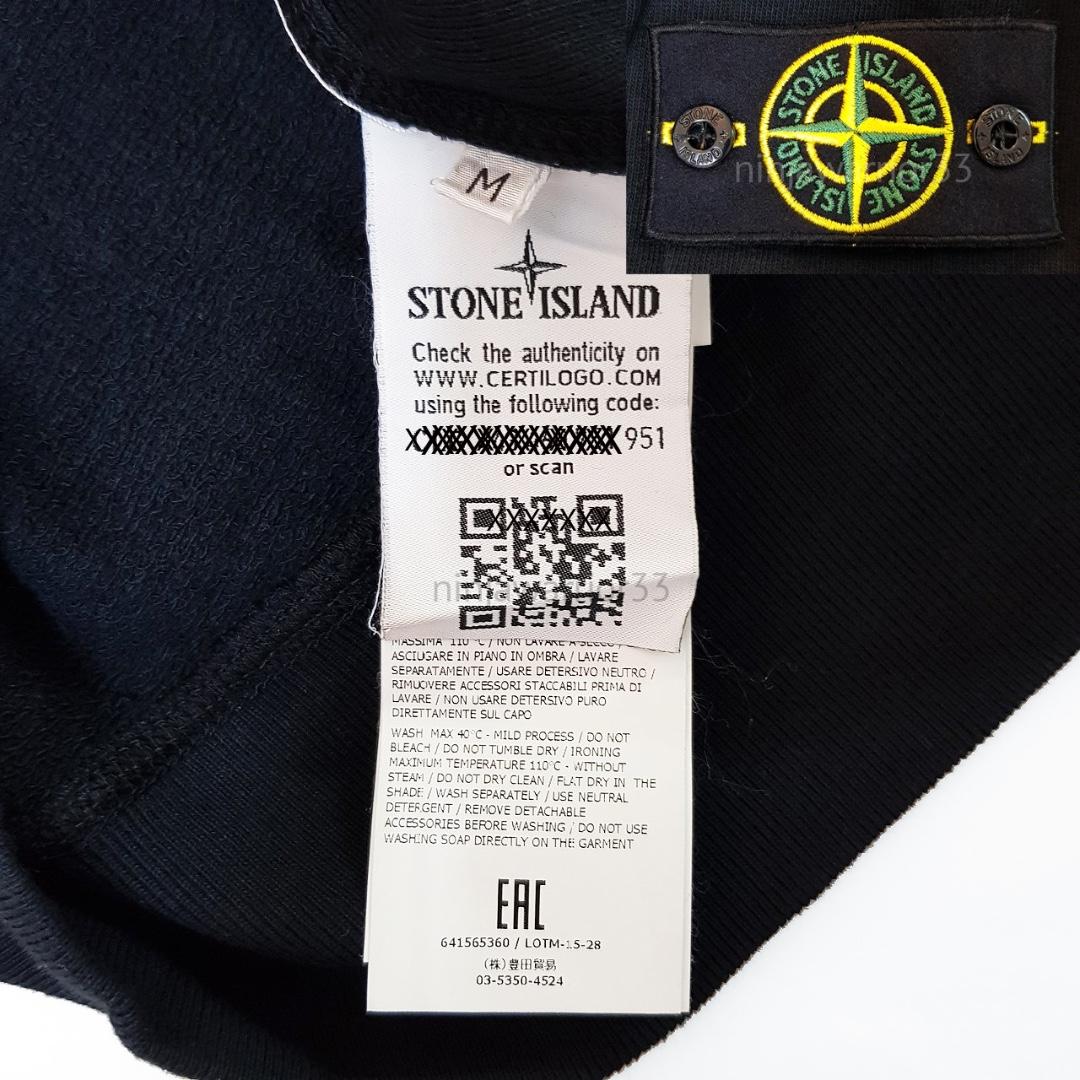 STONE ISLAND STONE ISLAND
STONE ISLAND
STONE ISLAND
M
STONE ISLAND
Check the authenticity on
WWW.CERTILOGO.COM
using the following code:
951
or scan
MASSIMA 110°C / NON LAVARE A SECCO /
ASCIUGARE IN PIANO IN OMBRA / LAVARE
SEPARATAMENTE / USARE DETERSIVO NEUTRO /
RIMUOVERE ACCESSORI STACCABILI PRIMA DI
LAVARE / NON USARE DETERSIVO PURO
DIRETTAMENTE SUL CAPO
WASH MAX 40°C - MILD PROCESS / DO NOT
BLEACH / DO NOT TUMBLE DRY / IRONING
MAXIMUM TEMPERATURE 110°C - WITHOUT
STEAM / DO NOT DRY CLEAN / FLAT DRY IN THE
SHADE / WASH SEPARATELY / USE NEUTRAL
DETERGENT / REMOVE DETACHABLE
ACCESSORIES BEFORE WASHING / DO NOT USE
WASHING SOAP DIRECTLY ON THE GARMENT
EAC
641565360 / LOTM-15-28
(株)豊田貿易
03-5350-4524